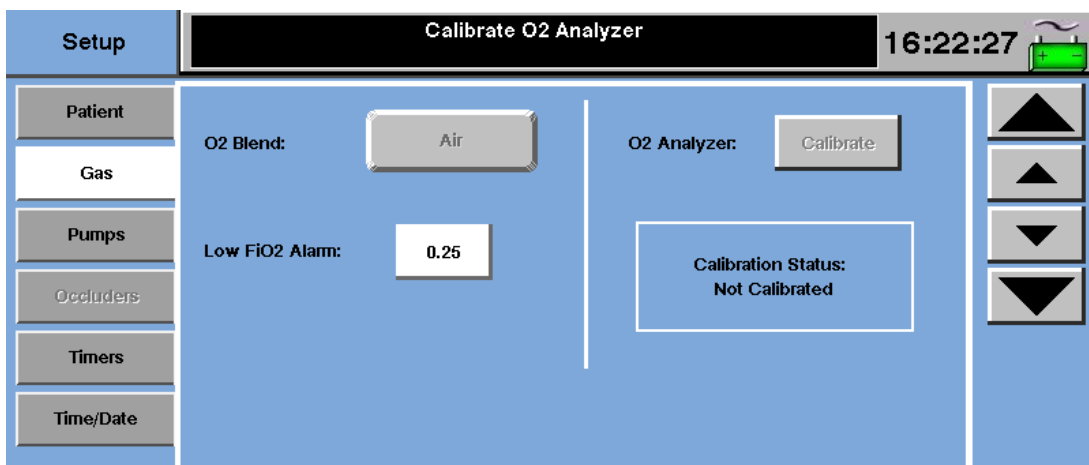 Setup
Calibrate O2 Analyzer
16:22:27
+ −
Patient
Gas
Pumps
Occluders
Timers
Time/Date
O2 Blend:
Air
Low FiO2 Alarm:
0.25
O2 Analyzer:
Calibrate
Calibration Status:
Not Calibrated